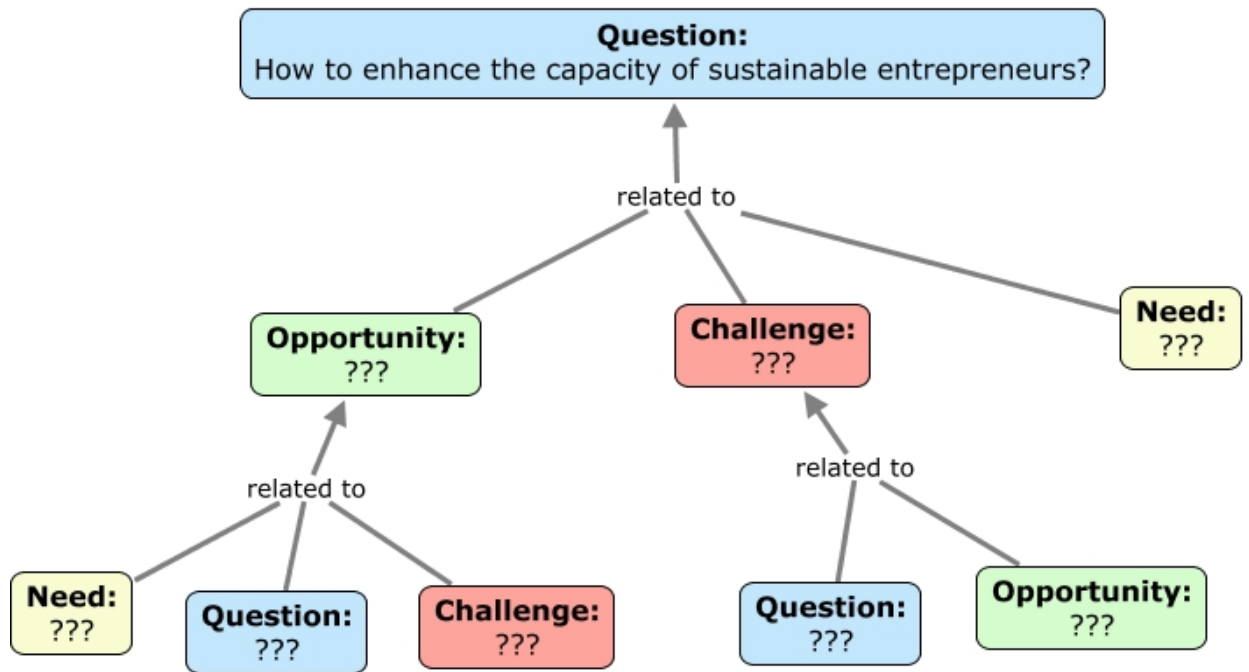 Question:
How to enhance the capacity of sustainable entrepreneurs?
related to
Opportunity:
???
Challenge:
???
Need:
???
related to
related to
Need:
???
Question:
???
Challenge:
???
Question:
???
Opportunity:
???